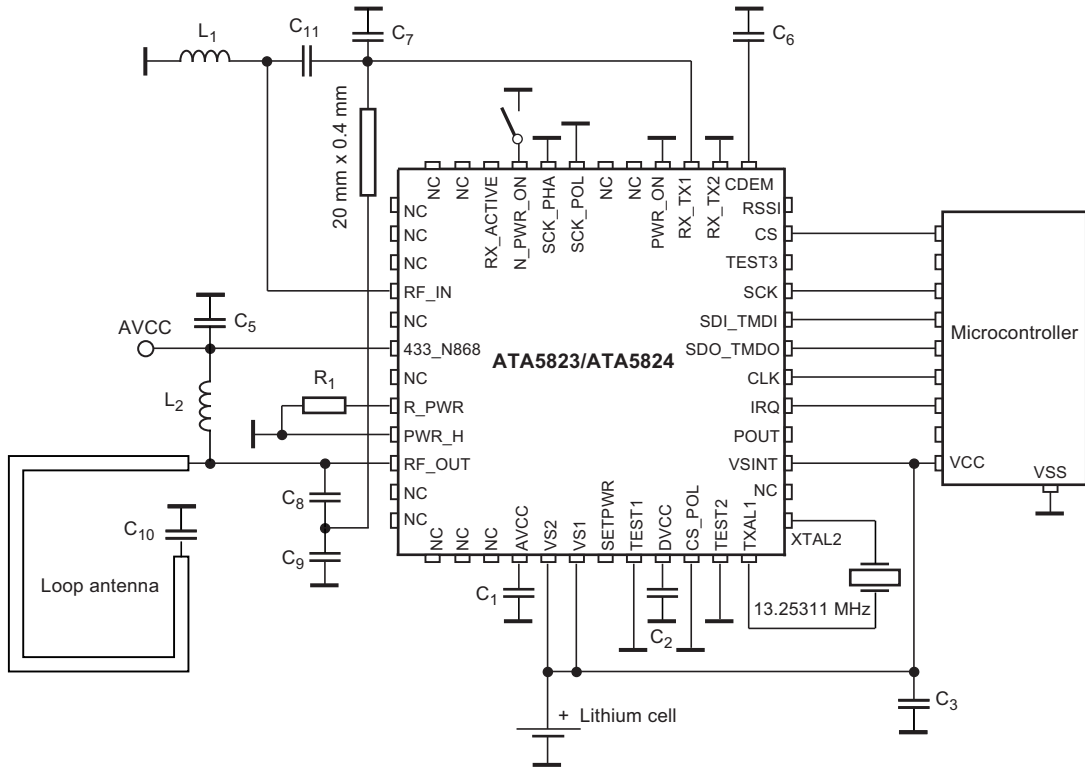 L1
C11
C7
C6
20 mm x 0.4 mm
NC
NC
RX_ACTIVE
N_PWR_ON
SCK_PHA
SCK_POL
NC
NC
PWR_ON
RX_TX1
RX_TX2
CDEM
NC
NC
NC
RF_IN
NC
433_N868
NC
R_PWR
PWR_H
RF_OUT
NC
NC
RSSI
CS
TEST3
SCK
SDI_TMDI
SDO_TMDO
CLK
IRQ
POUT
VSINT
NC
XTAL2
ATA5823/ATA5824
Microcontroller
VCC
VSS
AVCC
C5
L2
R1
C8
C9
C10
Loop antenna
NC
NC
NC
AVCC
VS2
VS1
SETPWR
TEST1
DVCC
CS_POL
TEST2
TXAL1
C1
C2
13.25311 MHz
C3
+ Lithium cell